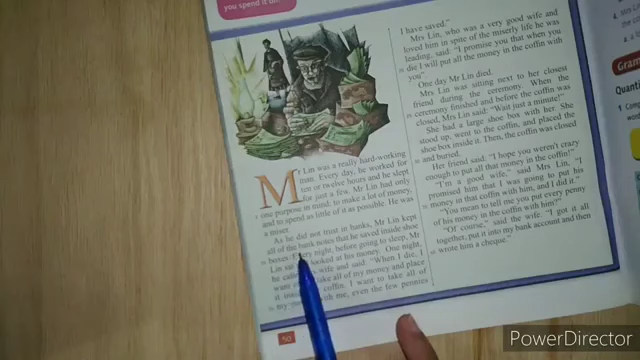 you spend it on.
Mr Lin was a really hard-working
man. Every day, he worked for
ten or twelve hours and he slept
for just a few. Mr Lin had only
one purpose in mind: to make a lot of money,
and to spend as little of it as possible. He was
a miser.
As he did not trust in banks, Mr Lin kept
all of the bank notes that he saved inside shoe
boxes. Every night, before going to sleep, Mr
Lin looked at his money. One night,
he wife and said: "When I die, I
want take all of my money and place
it coffin. I want to take all of
my with me, even the few pennies
50
I have saved."
Mrs Lin, who was a very good wife and
loved him in spite of the miserly life he was
leading, said: "I promise you that when you
die I will put all the money in the coffin with
you"
One day Mr Lin died.
Mrs Lin was sitting next to her closest
friend during the ceremony. When the
ceremony finished and before the coffin was
closed, Mrs Lin said: "Wait just a minute!"
She had a large shoe box with her. She
stood up, went to the coffin, and placed the
shoe box inside it. Then, the coffin was closed
and buried.
Her friend said: "I hope you weren't crazy
enough to put all that money in the coffin!"
"I'm a good wife," said Mrs Lin, "I
promised him that I was going to put his
money in that coffin with him, and I did it."
"You mean to tell me you put every penny
of his money in the coffin with him?"
"Of course," said the wife. "I got it all
together, put it into my bank account and then
I wrote him a cheque."
Gram
Quanti
PowerDirector